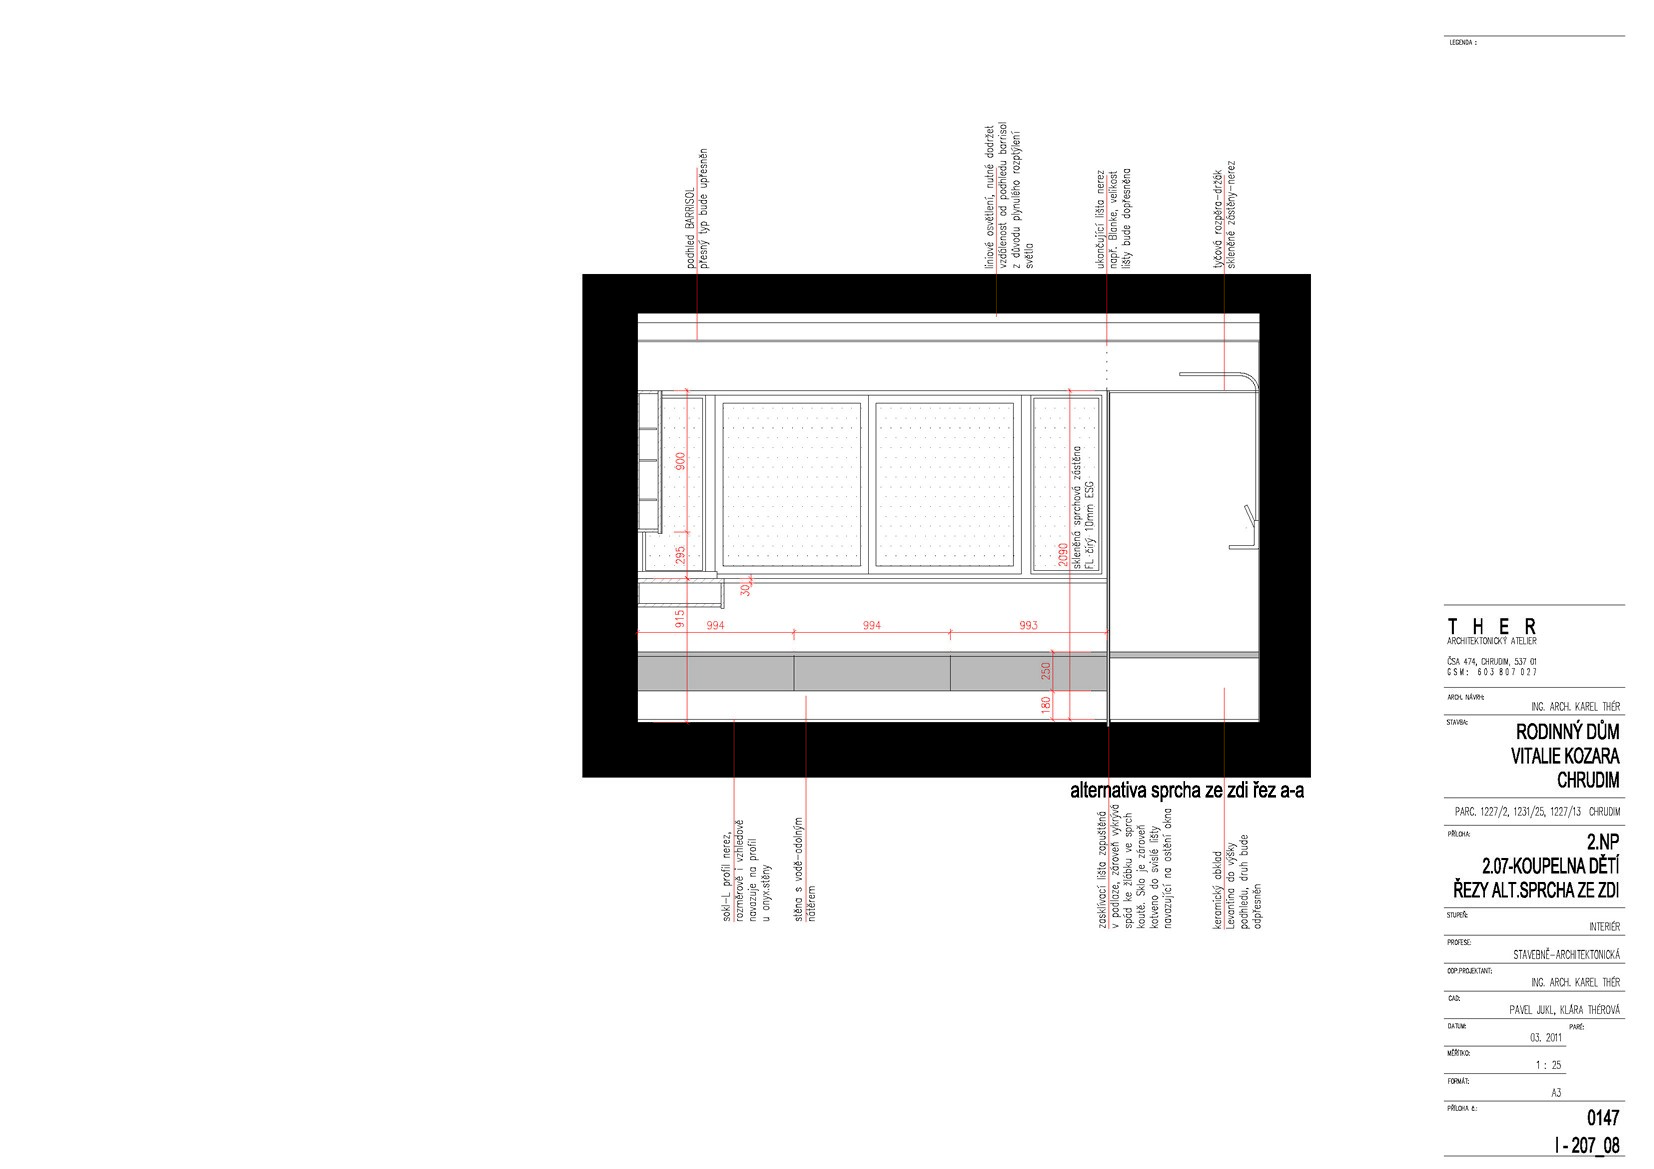 LEGENDA :
podhled BARRISOL
přesný typ bude upřesněn
liniové osvětlení, nutné dodržet
vzdálenost od podhledu barrisol
z důvodu plynulého rozptýlení
světla
ukončující lišta nerez
např. Blanke, velikost
lišty bude dopřesněna
tyčová rozpěra-držák
skleněné zástěny-nerez
900
295
915
30
2090
skleněná sprchová zástěna
FL čirý 10mm ESG
994
994
993
250
180
alternativa sprcha ze zdi řez a-a
sokl-L profil nerez,
rozměrově i vzhledově
navazuje na profil
u onyx.stěny
stěna s vodě-odolným
nátěrem
zasklívací lišta zapuštěná
v podlaze, zároveň vykrývá
spád ke žlábku ve sprch
koutě. Sklo je zároveň
kotveno do svislé lišty
navazující na ostění okna
keramický obklad
Levantina do výšky
podhledu, druh bude
odpřesněn
THER
ARCHITEKTONICKÝ ATELIER
ČSA 474, CHRUDIM, 537 01
GSM: 603 807 027
ARCH. NÁVRH:
ING. ARCH. KAREL THÉR
STAVBA:
RODINNÝ DŮM
VITALIE KOZARA
CHRUDIM
PARC. 1227/2, 1231/25, 1227/13 CHRUDIM
PŘÍLOHA:
2.NP
2.07-KOUPELNA DĚTÍ
ŘEZY ALT.SPRCHA ZE ZDI
STUPEŇ:
INTERIÉR
PROFESE:
STAVEBNĚ-ARCHITEKTONICKÁ
ODP.PROJEKTANT:
ING. ARCH. KAREL THÉR
CAD:
PAVEL JUKL, KLÁRA THÉROVÁ
DATUM: PARÉ:
03. 2011
MĚŘÍTKO:
1 : 25
FORMÁT:
A3
PŘÍLOHA č.:
0147
I - 207_08